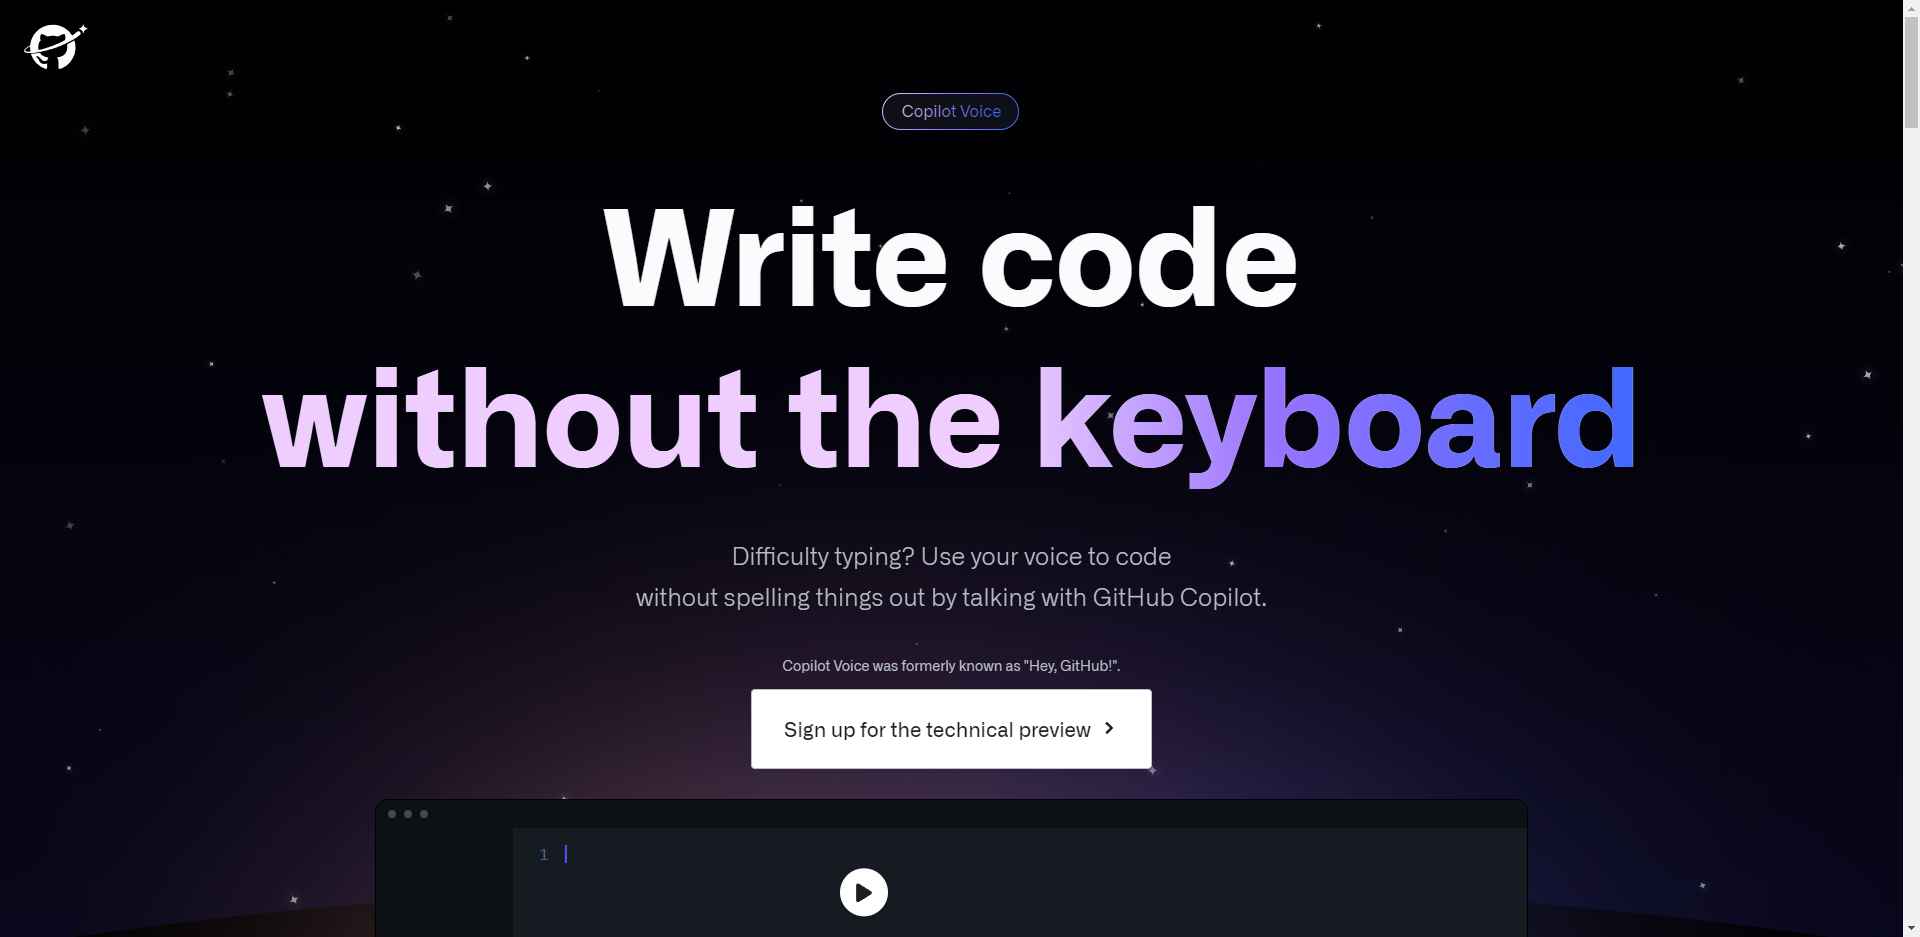 Copilot Voice
Write code
without the keyboard
Difficulty typing? Use your voice to code
without spelling things out by talking with GitHub Copilot.
Copilot Voice was formerly known as "Hey, GitHub!".
Sign up for the technical preview
1